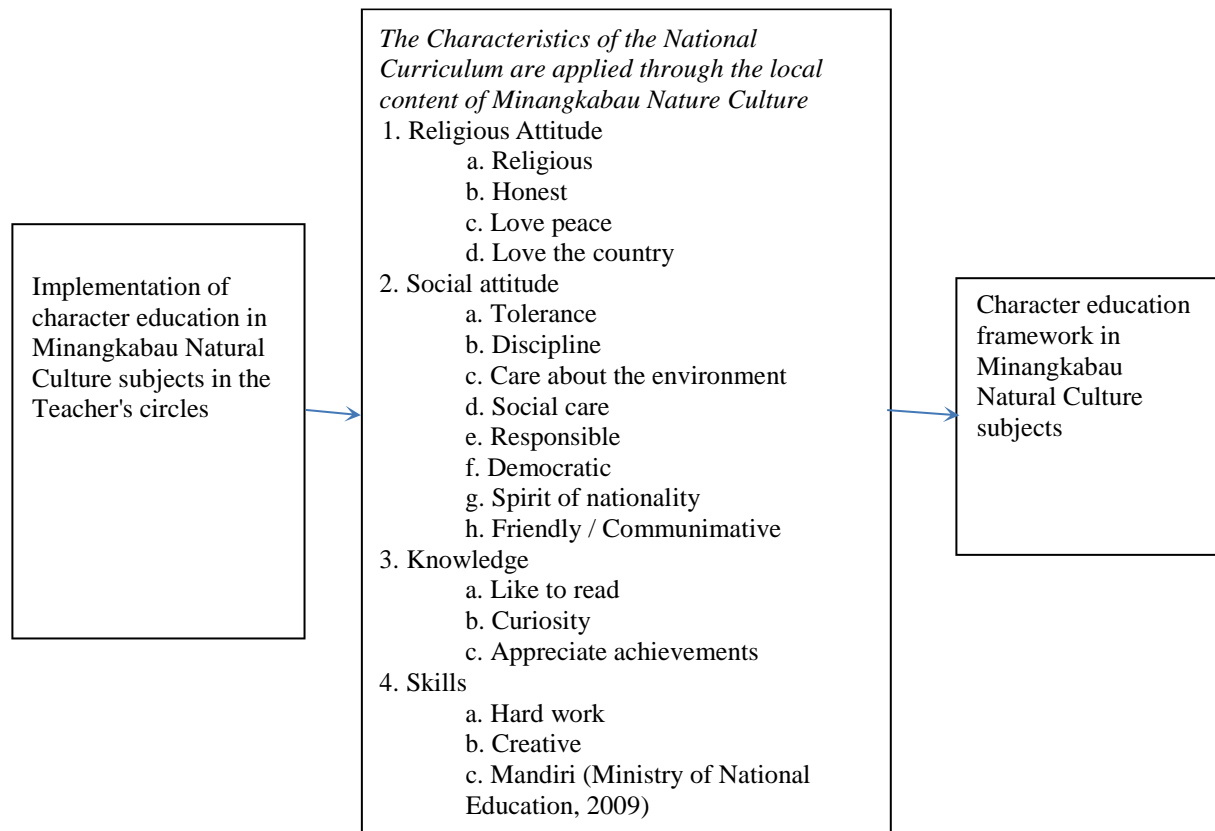 Implementation of
character education in
Minangkabau Natural
Culture subjects in the
Teacher's circles
The Characteristics of the National
Curriculum are applied through the local
content of Minangkabau Nature Culture
1. Religious Attitude
a. Religious
b. Honest
c. Love peace
d. Love the country
2. Social attitude
a. Tolerance
b. Discipline
c. Care about the environment
d. Social care
e. Responsible
f. Democratic
g. Spirit of nationality
h. Friendly / Communimative
3. Knowledge
a. Like to read
b. Curiosity
c. Appreciate achievements
4. Skills
a. Hard work
b. Creative
c. Mandiri (Ministry of National
Education, 2009)
Character education
framework in
Minangkabau
Natural Culture
subjects